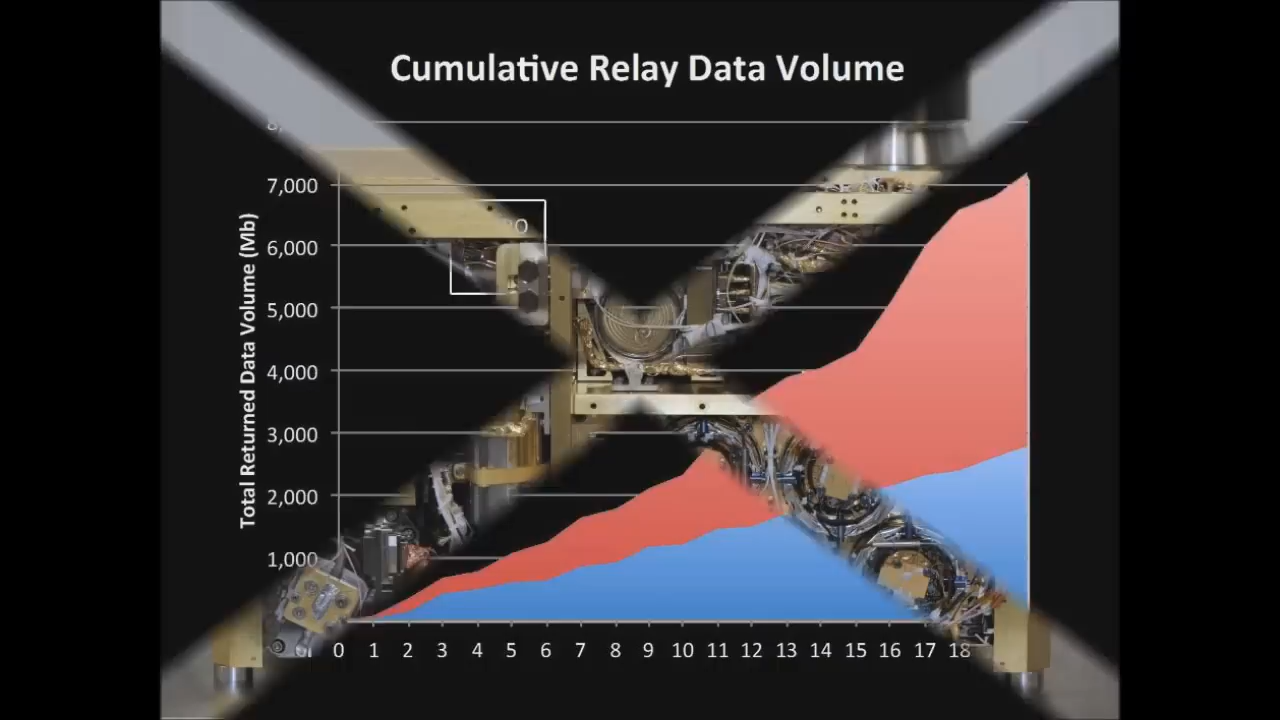 Cumulative Relay Data Volume
Total Returned Data Volume (Mb)
7,000
6,000
5,000
4,000
3,000
2,000
1,000
0 1 2 3 4 5 6 7 8 9 10 11 12 13 14 15 16 17 18